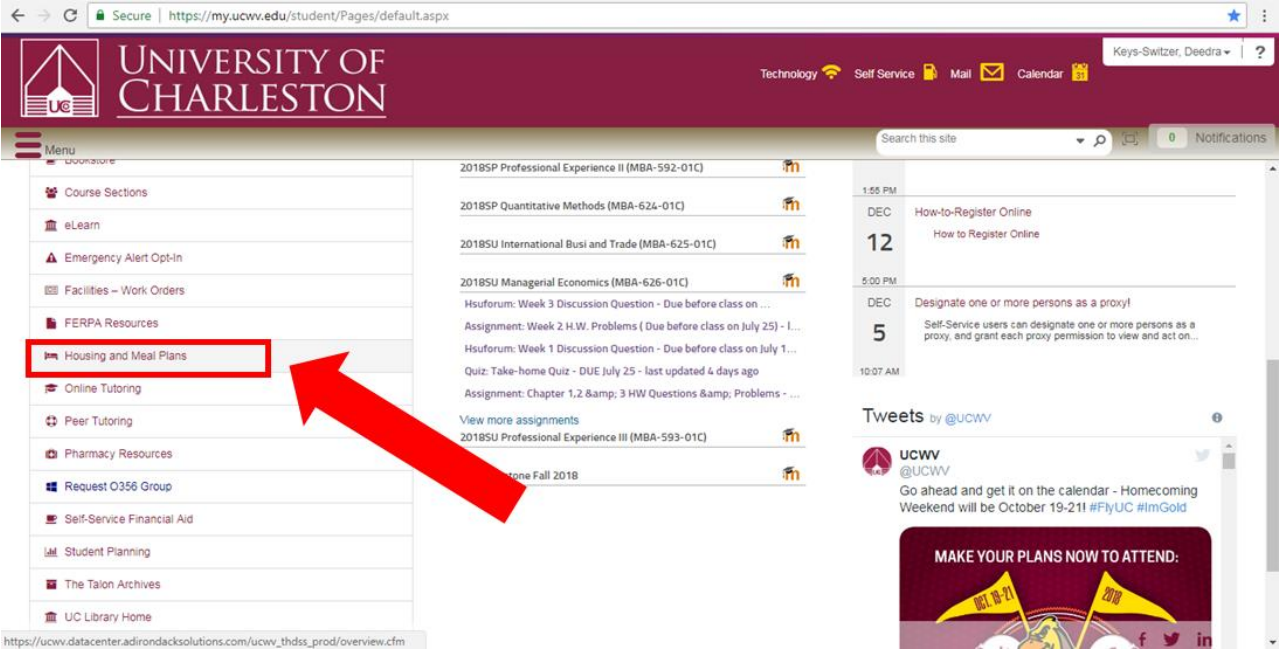 Secure | https://my.ucwv.edu/student/Pages/default.aspx
UNIVERSITY OF
CHARLESTON
UC
Technology Self Service Mail Calendar 31
Keys-Switzer, Deedra ?
Menu
Search this site
0 Notifications
Bookstore
Course Sections
eLearn
Emergency Alert Opt-In
Facilities – Work Orders
FERPA Resources
Housing and Meal Plans
Online Tutoring
Peer Tutoring
Pharmacy Resources
Request O356 Group
Self-Service Financial Aid
Student Planning
The Talon Archives
UC Library Home
https://ucwv.datacenter.adirondacksolutions.com/ucwv_thdss_prod/overview.cfm
2018SP Professional Experience II (MBA-592-01C)
2018SP Quantitative Methods (MBA-624-01C)
2018SU International Busi and Trade (MBA-625-01C)
2018SU Managerial Economics (MBA-626-01C)
Hsuforum: Week 3 Discussion Question - Due before class on ...
Assignment: Week 2 H.W. Problems ( Due before class on July 25) - l...
Hsuforum: Week 1 Discussion Question - Due before class on July 1...
Quiz: Take-home Quiz - DUE July 25 - last updated 4 days ago
Assignment: Chapter 1,2 &amp; 3 HW Questions &amp; Problems - ...
View more assignments
2018SU Professional Experience III (MBA-593-01C)
tone Fall 2018
1:55 PM
DEC
12
How-to-Register Online
How to Register Online
5:00 PM
DEC
5
Designate one or more persons as a proxy!
Self-Service users can designate one or more persons as a
proxy, and grant each proxy permission to view and act on...
10:07 AM
Tweets by @UCWV
UCWV
@UCWV
Go ahead and get it on the calendar - Homecoming
Weekend will be October 19-21! #FlyUC #ImGold
MAKE YOUR PLANS NOW TO ATTEND:
OCT. 19-21
2018